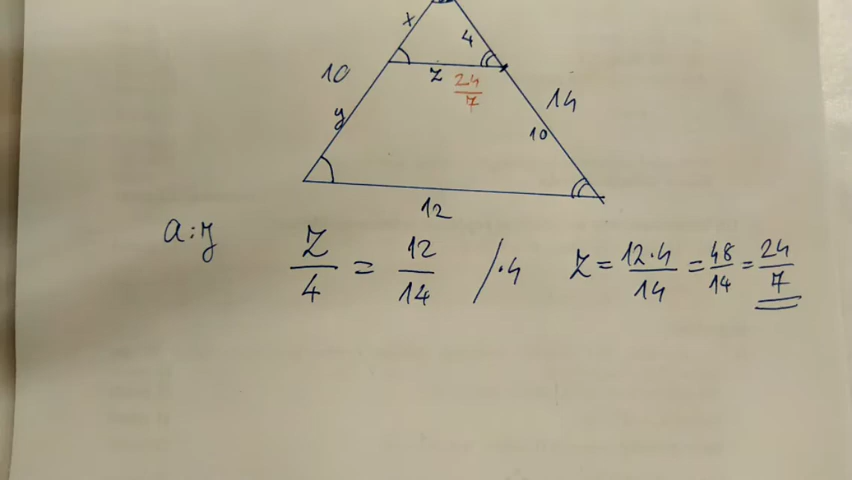 x
4
10
z
24/7
14
y
10
12
a:z
z/4 = 12/14 /·4 z = 12·4/14 = 48/14 = 24/7